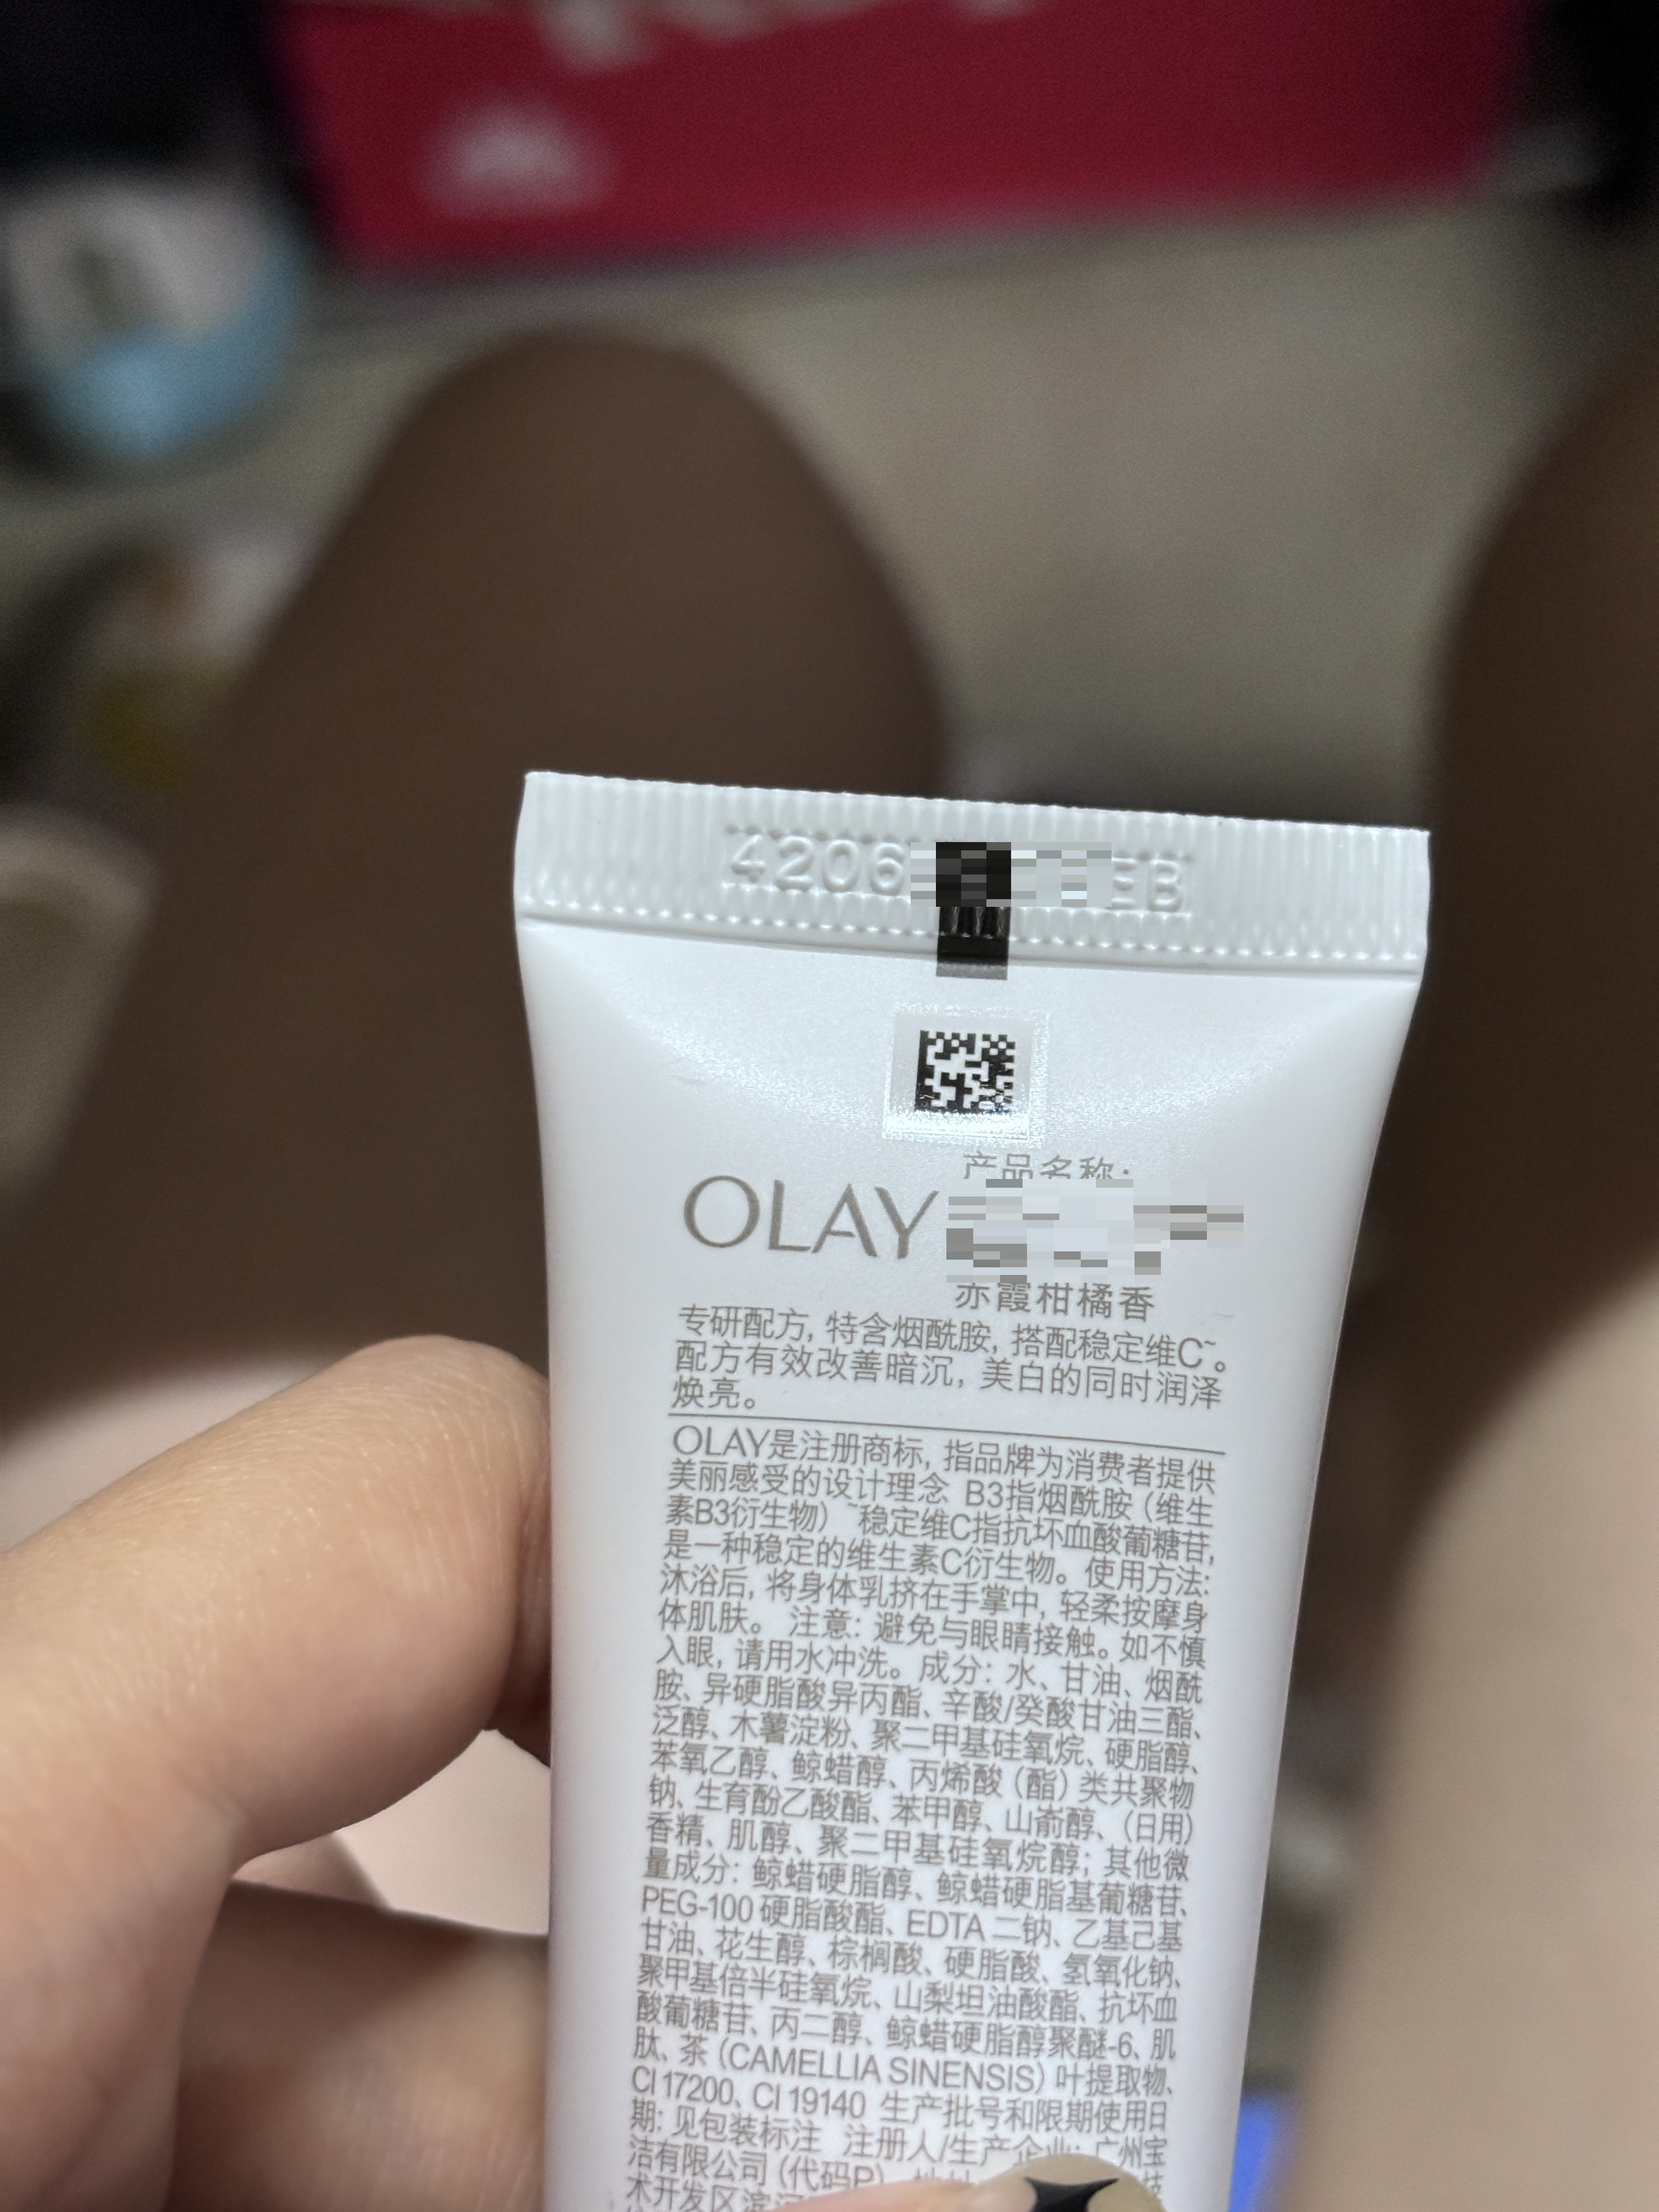 4206
EB
产品名称:
OLAY
赤霞柑橘香
专研配方, 特含烟酰胺, 搭配稳定维C~。
配方有效改善暗沉, 美白的同时润泽
焕亮。
OLAY是注册商标, 指品牌为消费者提供
美丽感受的设计理念 B3指烟酰胺 (维生
素B3衍生物) ~稳定维C指抗坏血酸葡糖苷,
是一种稳定的维生素C衍生物。使用方法:
沐浴后, 将身体乳挤在手掌中, 轻柔按摩身
体肌肤。 注意: 避免与眼睛接触。如不慎
入眼, 请用水冲洗。成分: 水、甘油、烟酰
胺、异硬脂酸异丙酯、辛酸/癸酸甘油三酯、
泛醇、木薯淀粉、聚二甲基硅氧烷、硬脂醇、
苯氧乙醇、鲸蜡醇、丙烯酸 (酯) 类共聚物
钠、生育酚乙酸酯、苯甲醇、山嵛醇、(日用)
香精、肌醇、聚二甲基硅氧烷醇; 其他微
量成分: 鲸蜡硬脂醇、鲸蜡硬脂基葡糖苷、
PEG-100 硬脂酸酯、EDTA 二钠、乙基己基
甘油、花生醇、棕榈酸、硬脂酸、氢氧化钠、
聚甲基倍半硅氧烷、山梨坦油酸酯、抗坏血
酸葡糖苷、丙二醇、鲸蜡硬脂醇聚醚-6、肌
肽、茶 (CAMELLIA SINENSIS) 叶提取物、
CI 17200、CI 19140 生产批号和限期使用日
期: 见包装标注 注册人/生产企业: 广州宝
洁有限公司 (代码P) 地址 技
术开发区滨